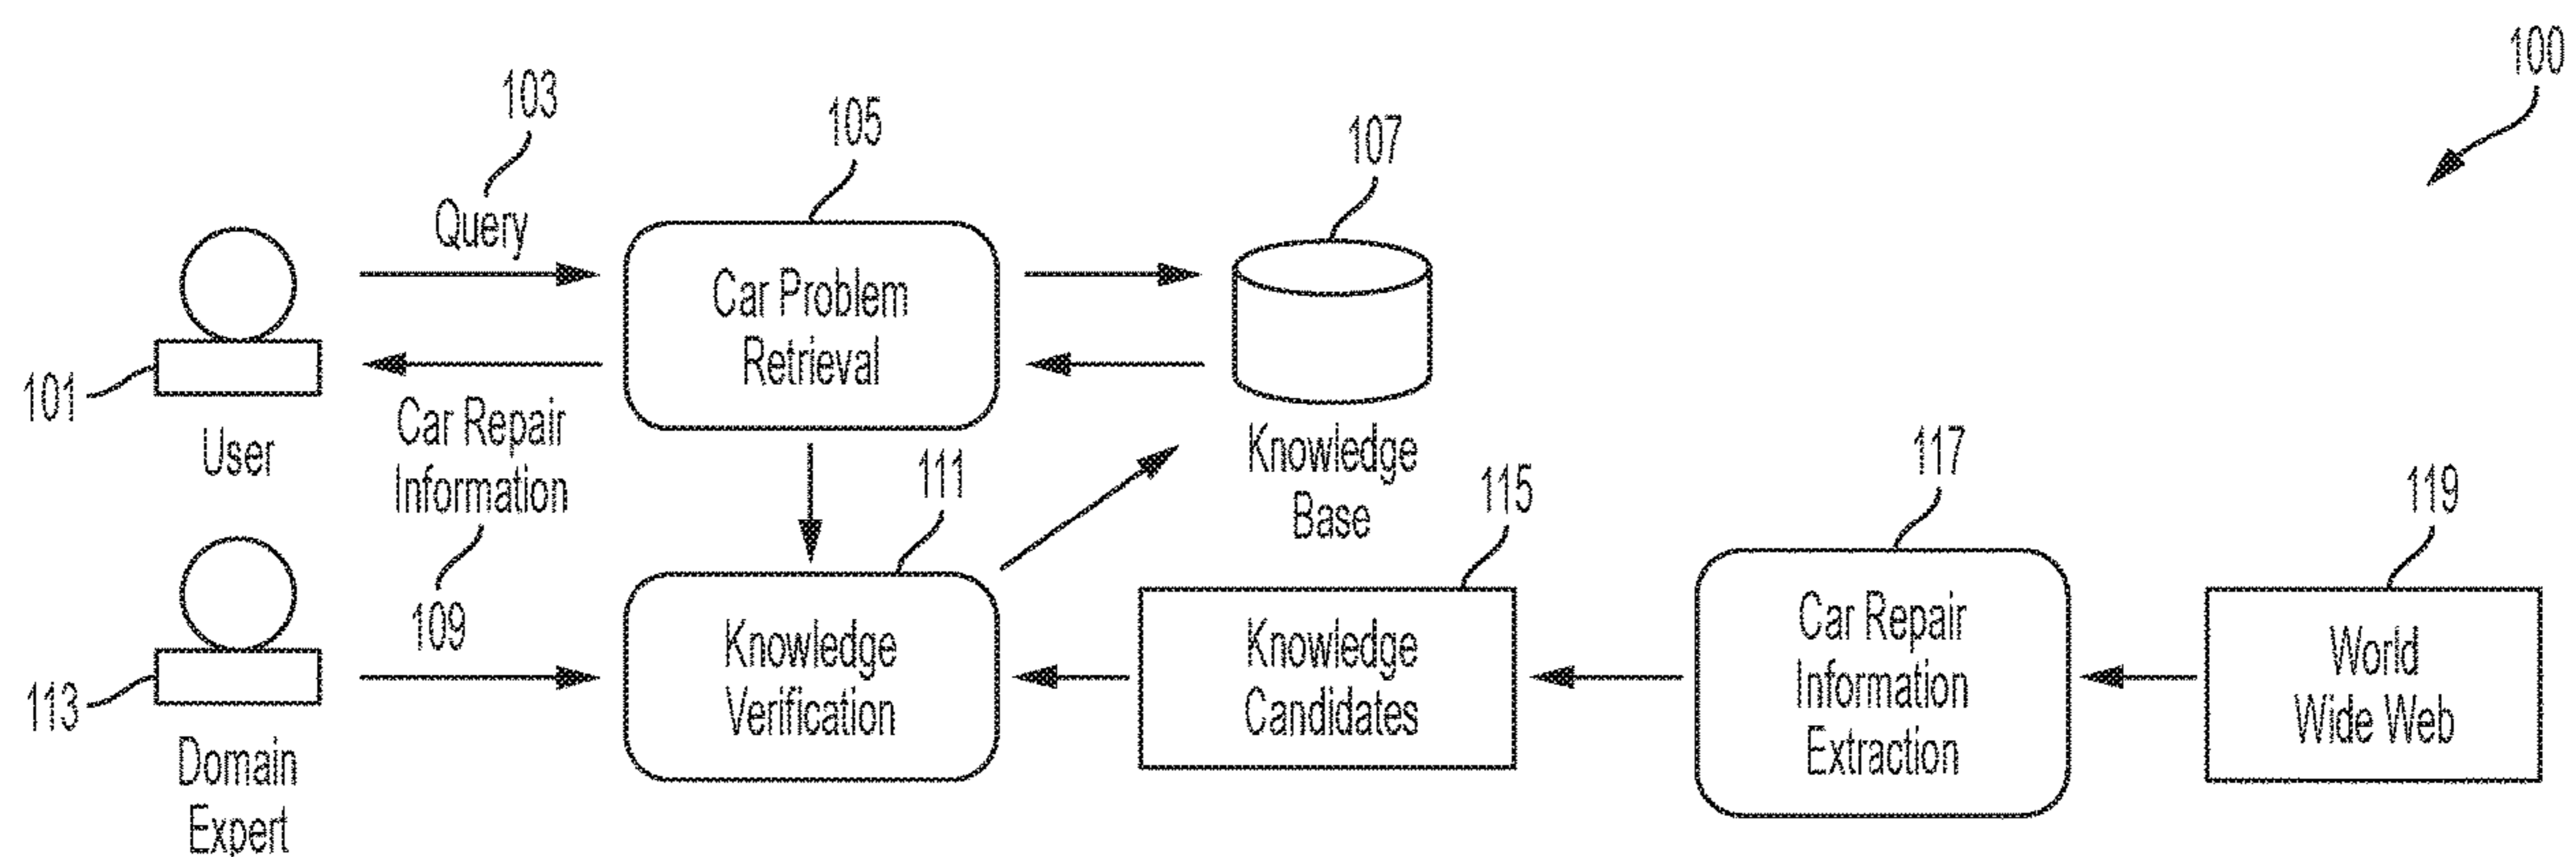 100
103
105
107
Query
Car Problem
Retrieval
101
User
Car Repair
Information
109
Knowledge
Base
111
115
117
119
113
Domain
Expert
Knowledge
Verification
Knowledge
Candidates
Car Repair
Information
Extraction
World
Wide Web